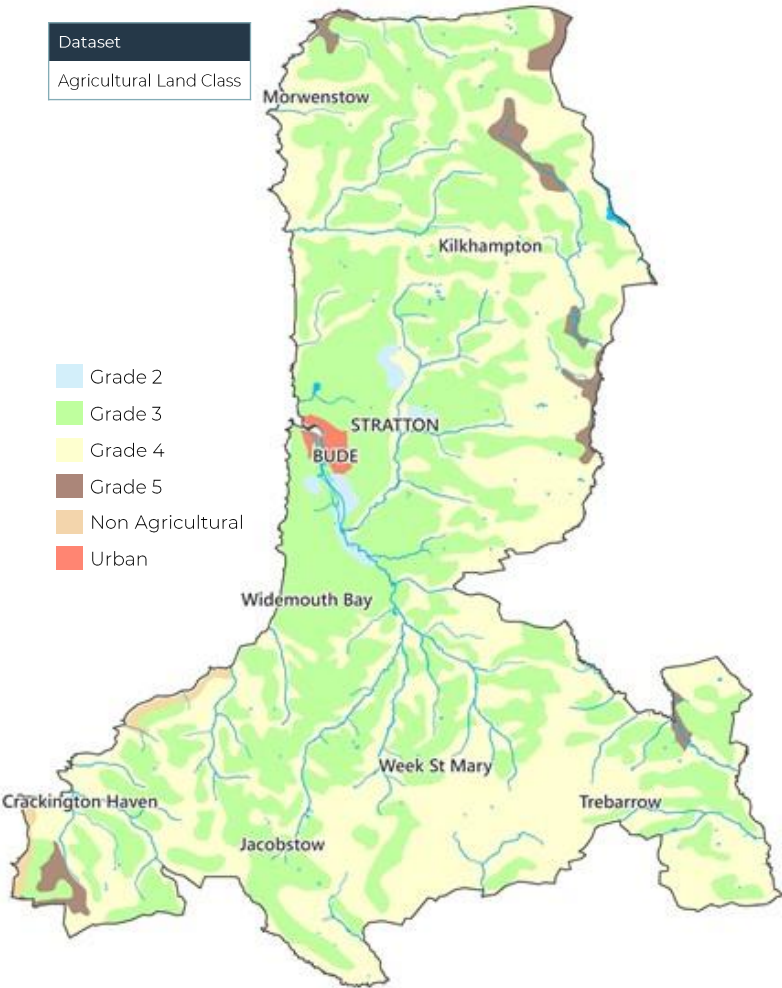 Dataset
Agricultural Land Class
Morwenstow
Kilkhampton
Grade 2
Grade 3
Grade 4
Grade 5
Non Agricultural
Urban
STRATTON
BUDE
Widemouth Bay
Week St Mary
Crackington Haven
Trebarrow
Jacobstow